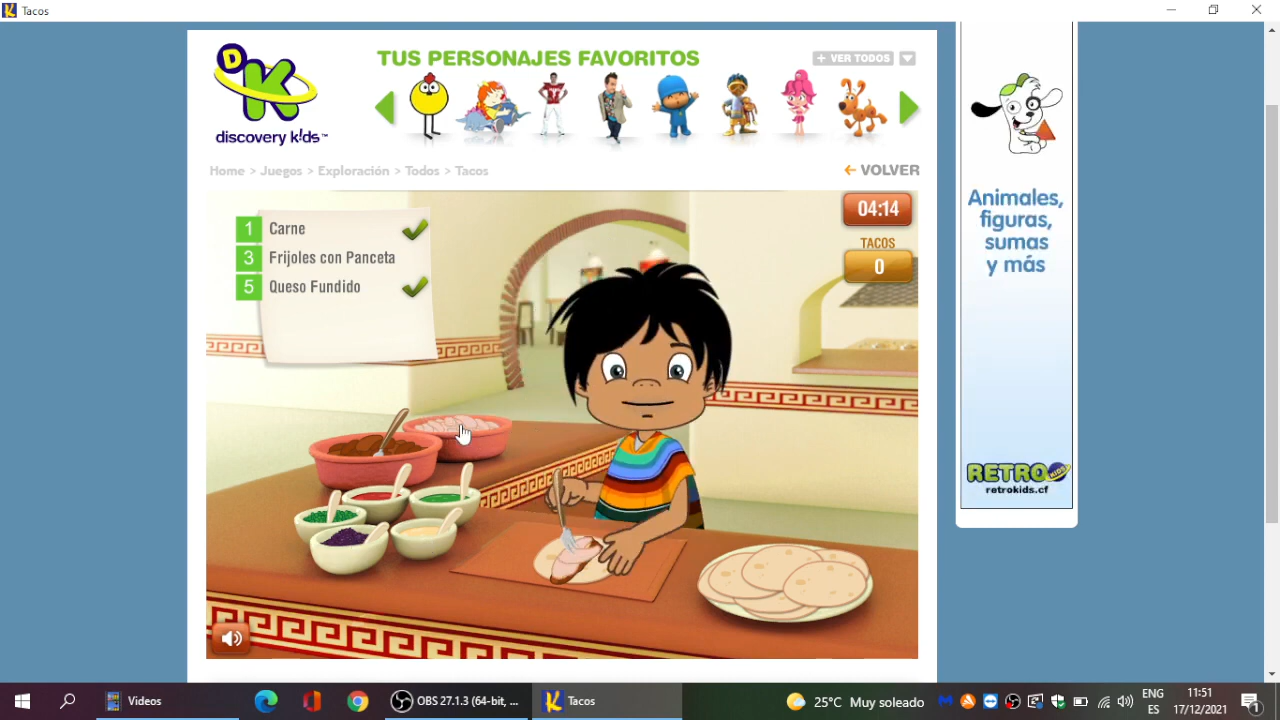 Tacos
D
K
discovery k!ds™
TUS PERSONAJES FAVORITOS
+ VER TODOS
Home > Juegos > Exploración > Todos > Tacos
VOLVER
1 Carne
3 Frijoles con Panceta
5 Queso Fundido
04:14
TACOS
0
Animales,
figuras,
sumas
y más
RETRO KIDS
retrokids.cf
Videos
OBS 27.1.3 (64-bit, ...
Tacos
25°C Muy soleado
ENG
ES
11:51
17/12/2021
1